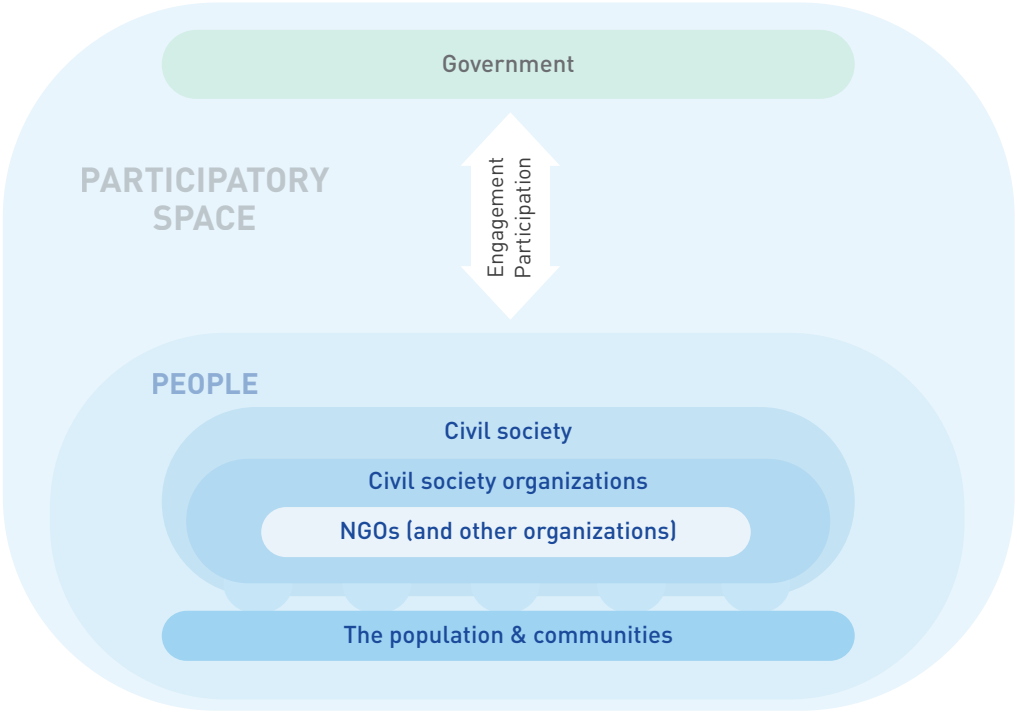 Government
PARTICIPATORY
SPACE
Engagement
Participation
PEOPLE
Civil society
Civil society organizations
NGOs (and other organizations)
The population & communities